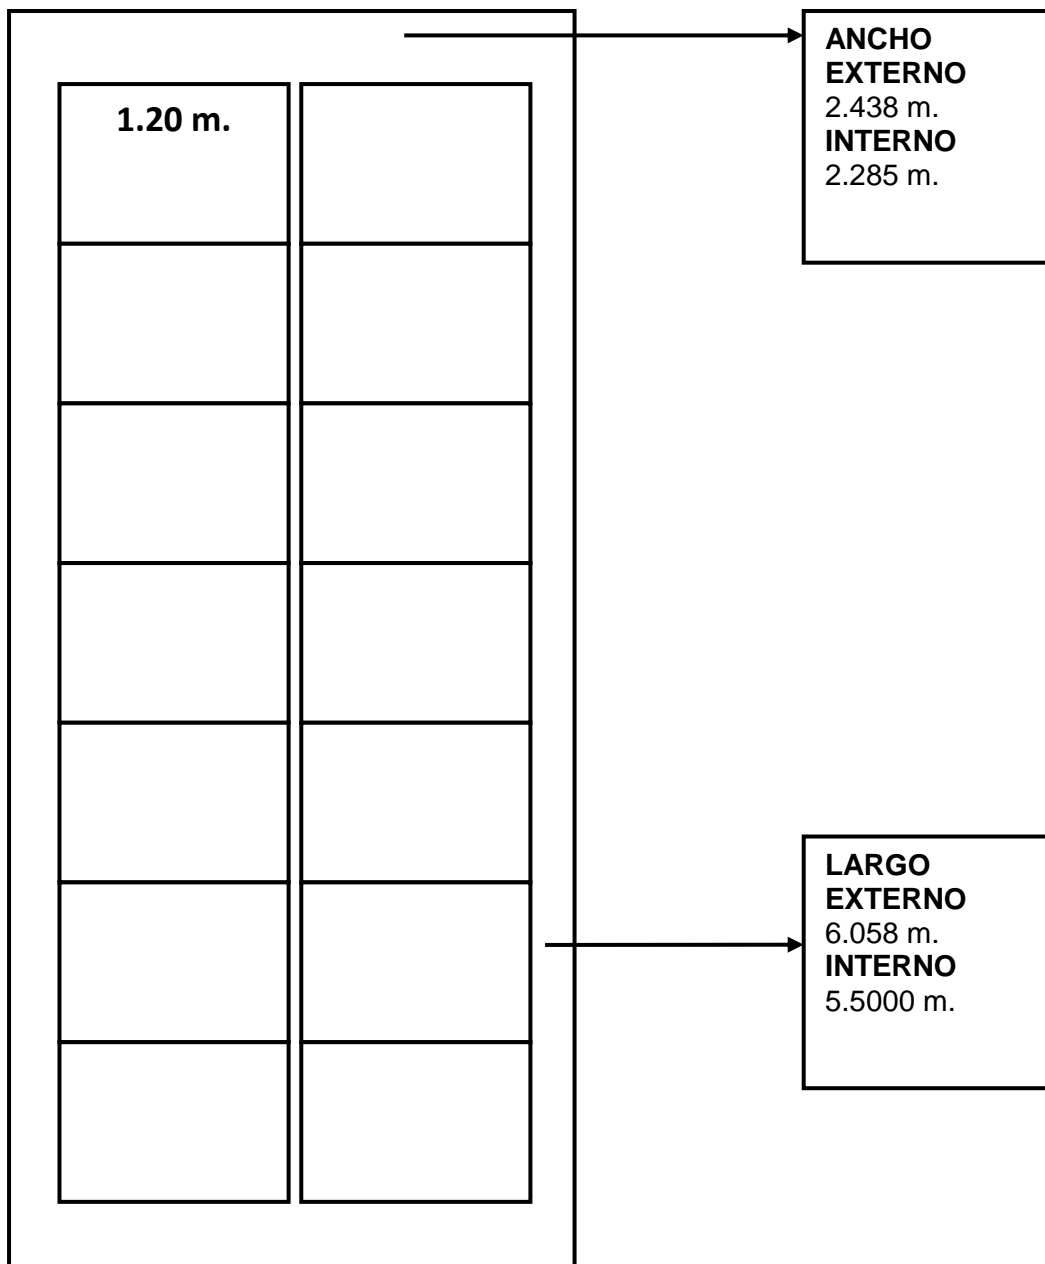 1.20 m.
ANCHO
EXTERNO
2.438 m.
INTERNO
2.285 m.
LARGO
EXTERNO
6.058 m.
INTERNO
5.5000 m.